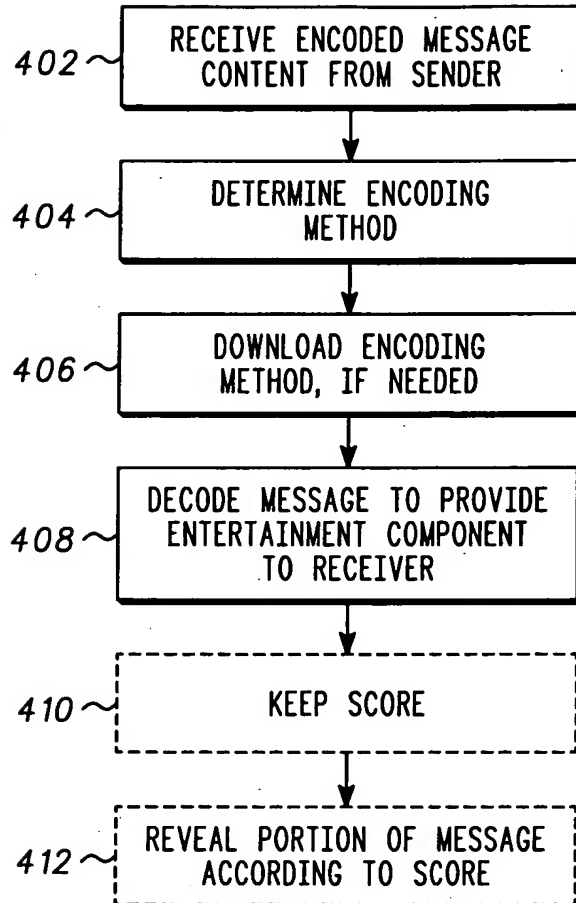 402 RECEIVE ENCODED MESSAGE
CONTENT FROM SENDER
404 DETERMINE ENCODING
METHOD
406 DOWNLOAD ENCODING
METHOD, IF NEEDED
408 DECODE MESSAGE TO PROVIDE
ENTERTAINMENT COMPONENT
TO RECEIVER
410 KEEP SCORE
412 REVEAL PORTION OF MESSAGE
ACCORDING TO SCORE